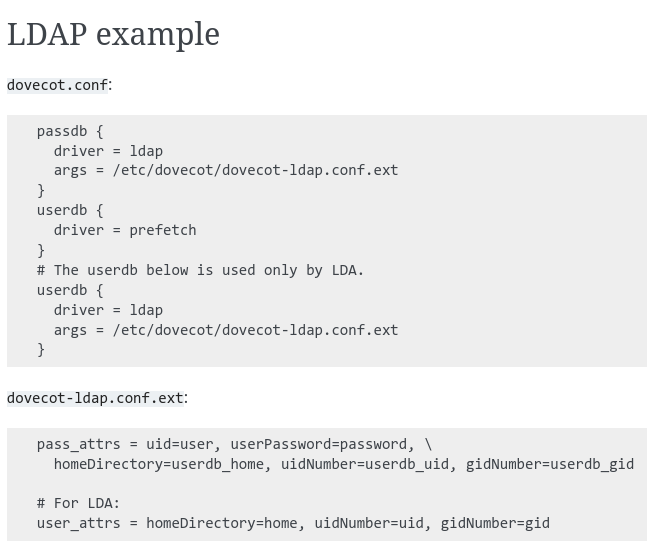 LDAP example
dovecot.conf:
passdb {
  driver = ldap
  args = /etc/dovecot/dovecot-ldap.conf.ext
}
userdb {
  driver = prefetch
}
# The userdb below is used only by LDA.
userdb {
  driver = ldap
  args = /etc/dovecot/dovecot-ldap.conf.ext
}
dovecot-ldap.conf.ext:
pass_attrs = uid=user, userPassword=password, \
  homeDirectory=userdb_home, uidNumber=userdb_uid, gidNumber=userdb_gid
# For LDA:
user_attrs = homeDirectory=home, uidNumber=uid, gidNumber=gid